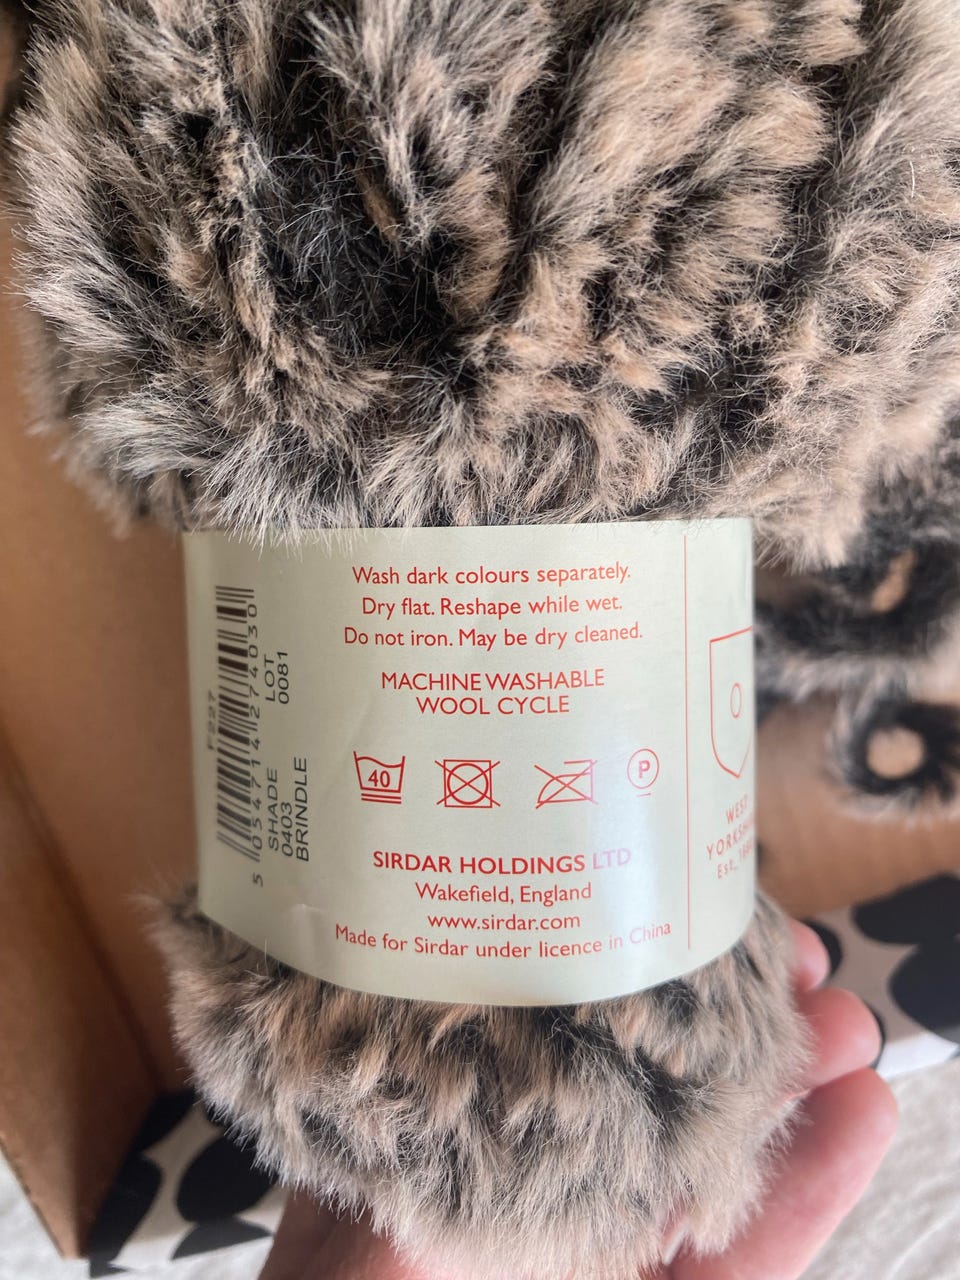 Wash dark colours separately.
Dry flat. Reshape while wet.
Do not iron. May be dry cleaned.
MACHINE WASHABLE
WOOL CYCLE
40
P
SIRDAR HOLDINGS LTD
Wakefield, England
www.sirdar.com
Made for Sirdar under licence in China
F227
5 054714 274030
SHADE LOT
0403 0081
BRINDLE
WEST
YORKSH
Est.